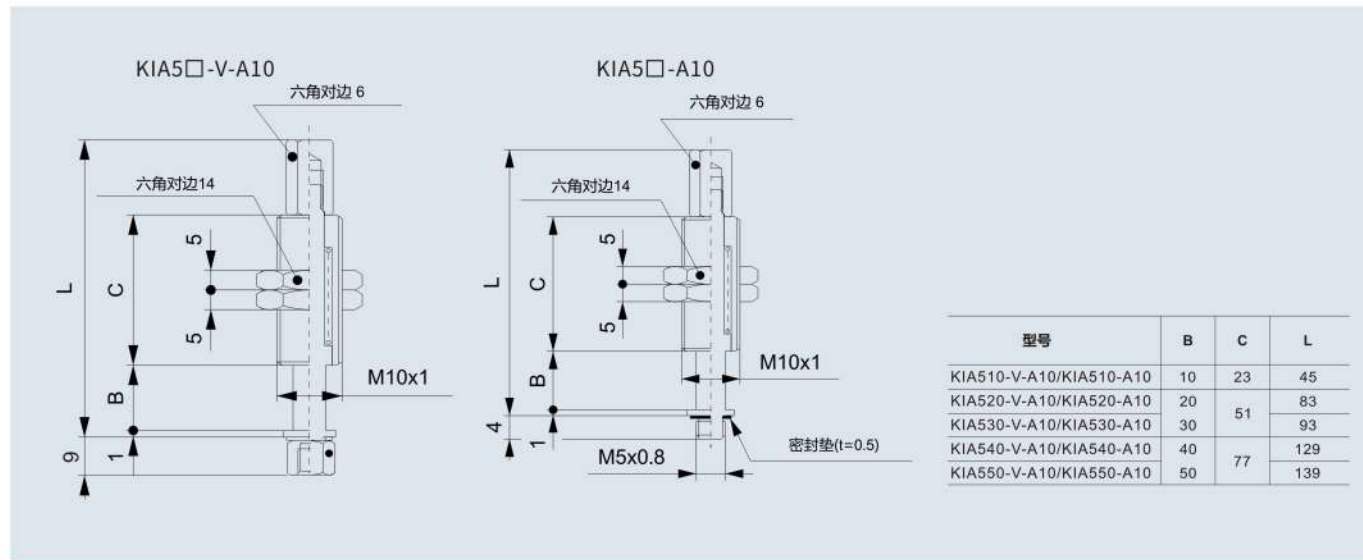 KIA5□-V-A10
六角对边 6
六角对边14
5
5
L
C
B
9
1
M10x1
KIA5□-A10
六角对边 6
六角对边14
5
5
L
C
B
4
1
M10x1
M5x0.8
密封垫(t=0.5)
型号 B C L
KIA510-V-A10/KIA510-A10 10 23 45
KIA520-V-A10/KIA520-A10 20 51 83
KIA530-V-A10/KIA530-A10 30 93
KIA540-V-A10/KIA540-A10 40 77 129
KIA550-V-A10/KIA550-A10 50 139